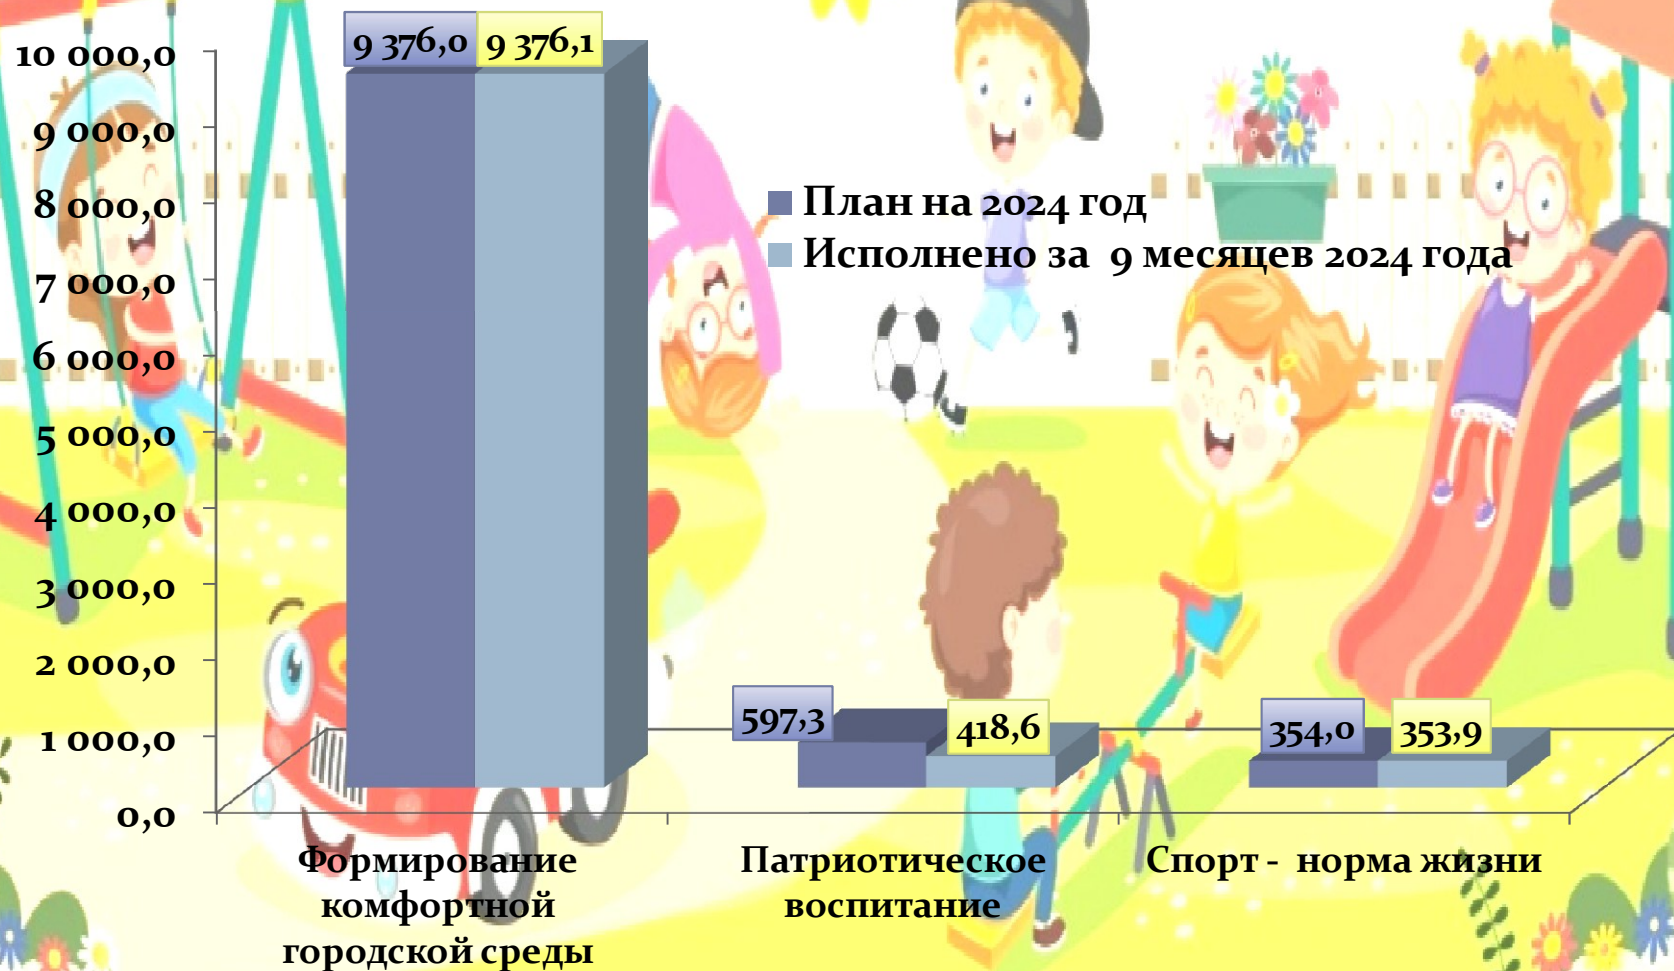 9 376,0 9 376,1
10 000,0
9 000,0
8 000,0
7 000,0
6 000,0
5 000,0
4 000,0
3 000,0
2 000,0
1 000,0
0,0
План на 2024 год
Исполнено за 9 месяцев 2024 года
597,3 418,6
354,0 353,9
Формирование
комфортной
городской среды
Патриотическое
воспитание
Спорт - норма жизни